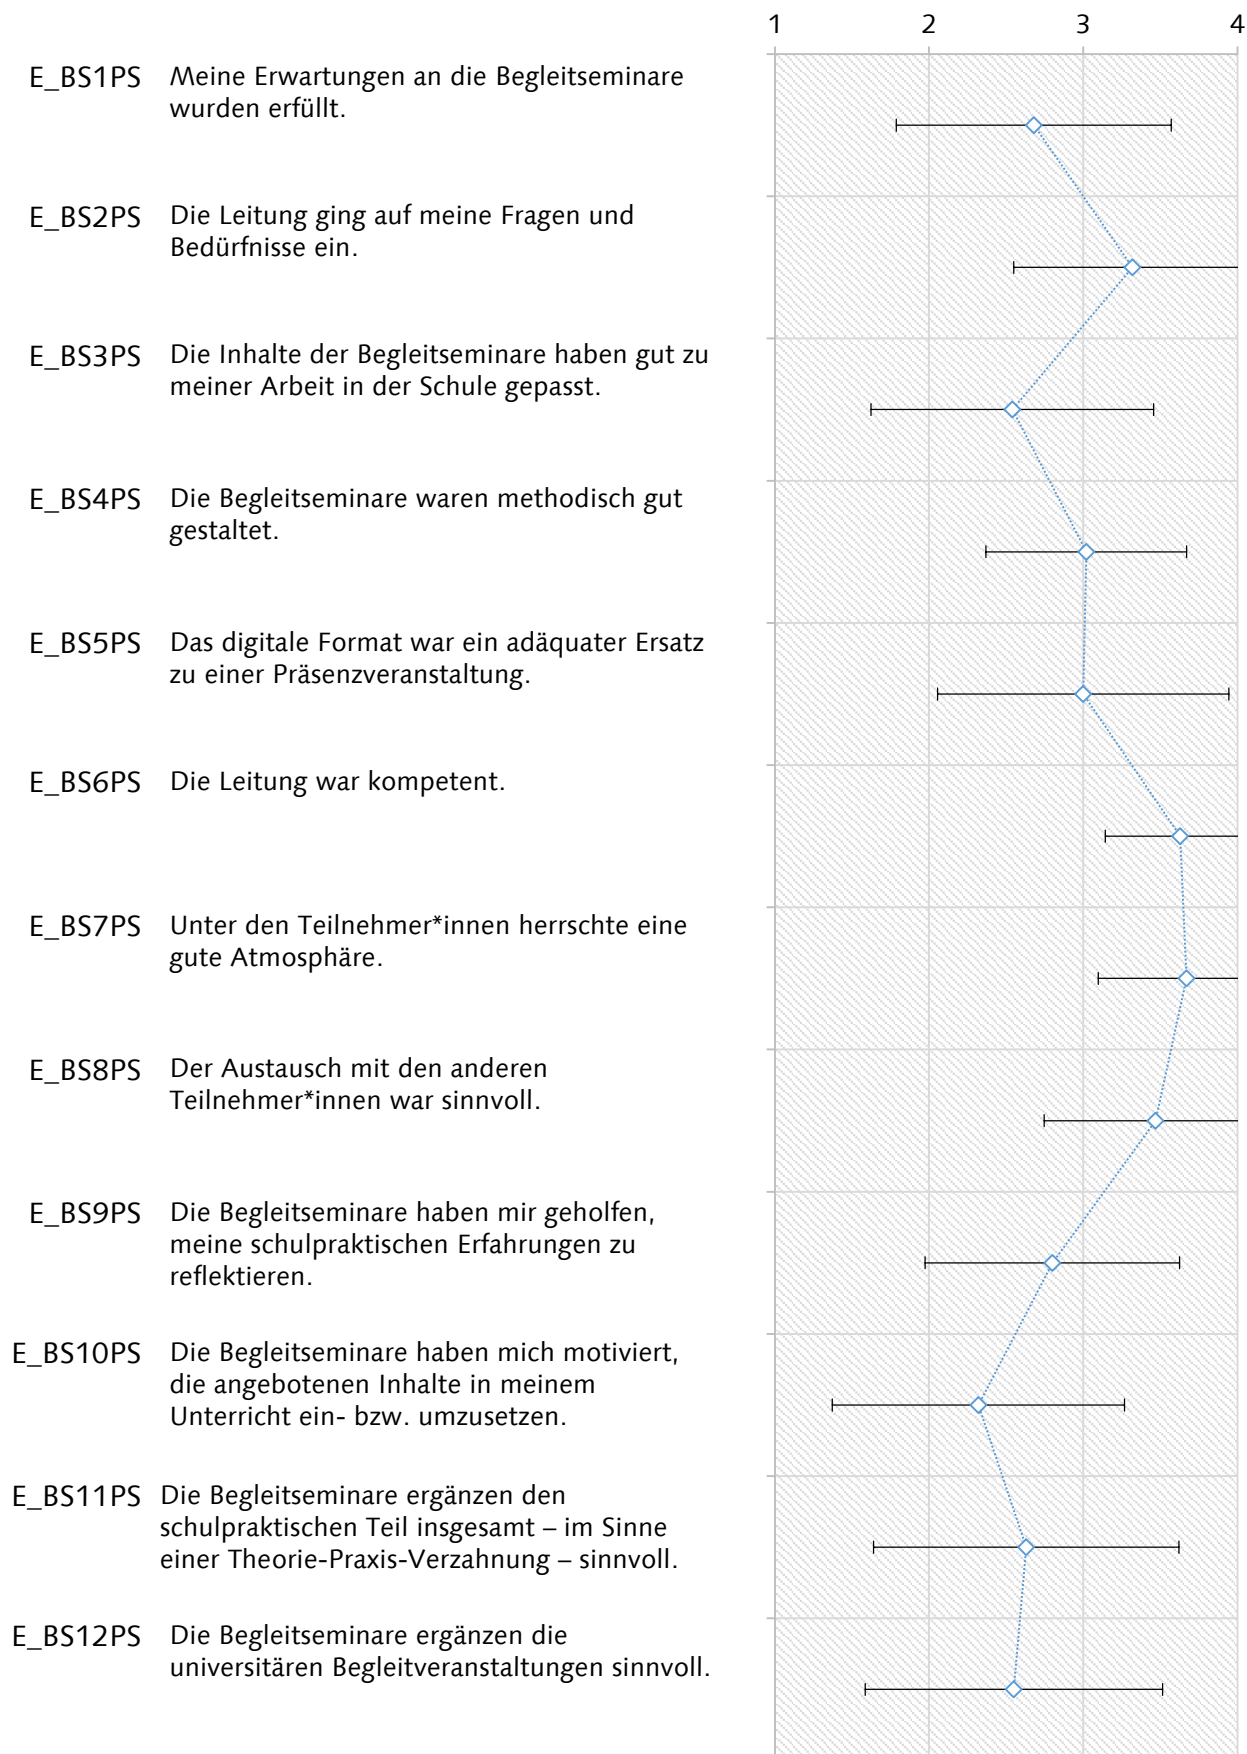 1 2 3 4
E_BS1PS Meine Erwartungen an die Begleitseminare
wurden erfüllt.
E_BS2PS Die Leitung ging auf meine Fragen und
Bedürfnisse ein.
E_BS3PS Die Inhalte der Begleitseminare haben gut zu
meiner Arbeit in der Schule gepasst.
E_BS4PS Die Begleitseminare waren methodisch gut
gestaltet.
E_BS5PS Das digitale Format war ein adäquater Ersatz
zu einer Präsenzveranstaltung.
E_BS6PS Die Leitung war kompetent.
E_BS7PS Unter den Teilnehmer*innen herrschte eine
gute Atmosphäre.
E_BS8PS Der Austausch mit den anderen
Teilnehmer*innen war sinnvoll.
E_BS9PS Die Begleitseminare haben mir geholfen,
meine schulpraktischen Erfahrungen zu
reflektieren.
E_BS10PS Die Begleitseminare haben mich motiviert,
die angebotenen Inhalte in meinem
Unterricht ein- bzw. umzusetzen.
E_BS11PS Die Begleitseminare ergänzen den
schulpraktischen Teil insgesamt – im Sinne
einer Theorie-Praxis-Verzahnung – sinnvoll.
E_BS12PS Die Begleitseminare ergänzen die
universitären Begleitveranstaltungen sinnvoll.